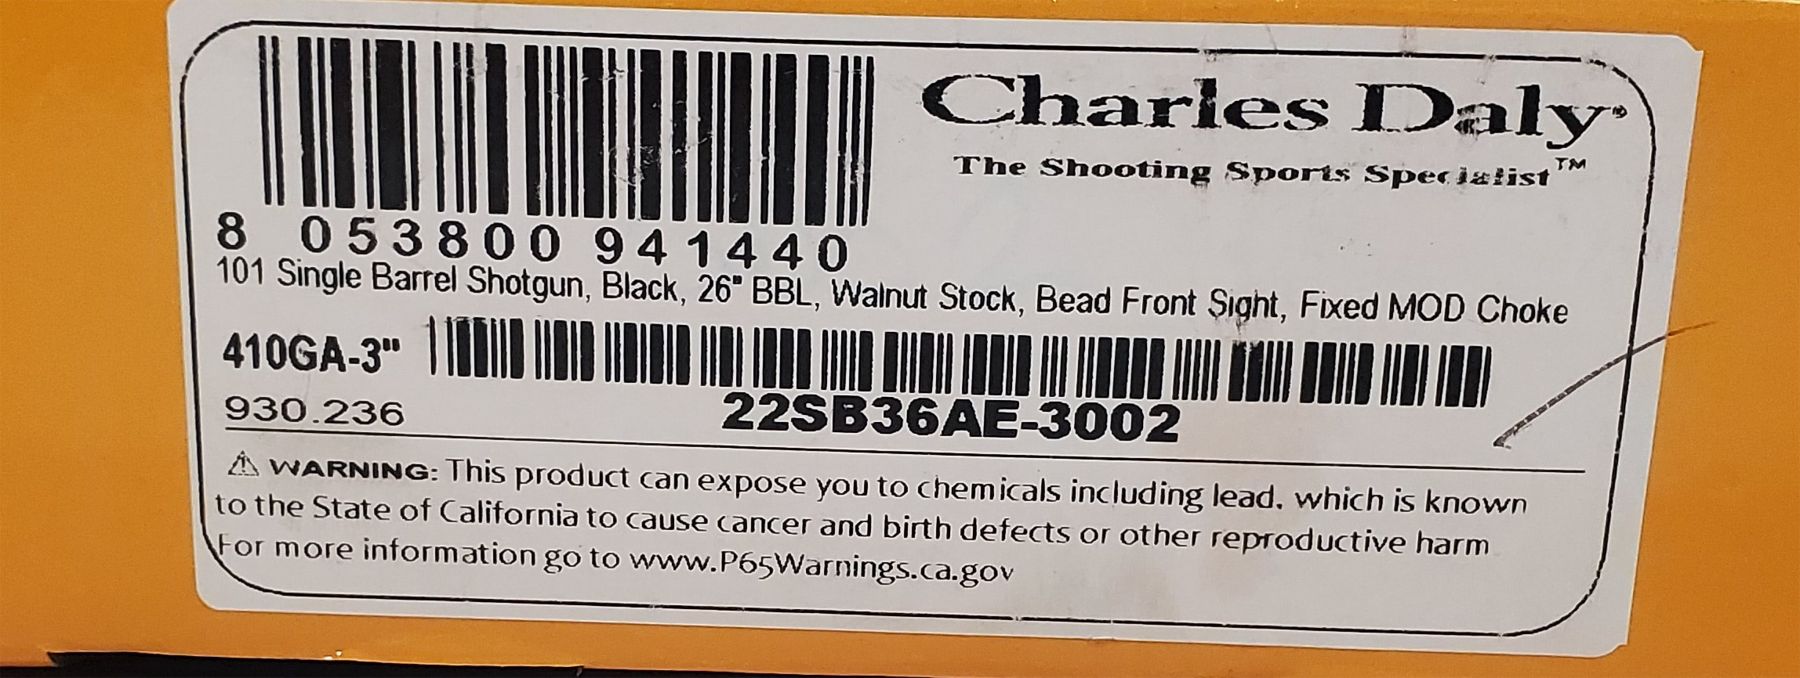 Charles Daly®
The Shooting Sports Specialist™
8 053800 941440
101 Single Barrel Shotgun, Black, 26" BBL, Walnut Stock, Bead Front Sight, Fixed MOD Choke
410GA-3"
930.236
22SB36AE-3002
⚠ WARNING: This product can expose you to chemicals including lead, which is known
to the State of California to cause cancer and birth defects or other reproductive harm
For more information go to www.P65Warnings.ca.gov